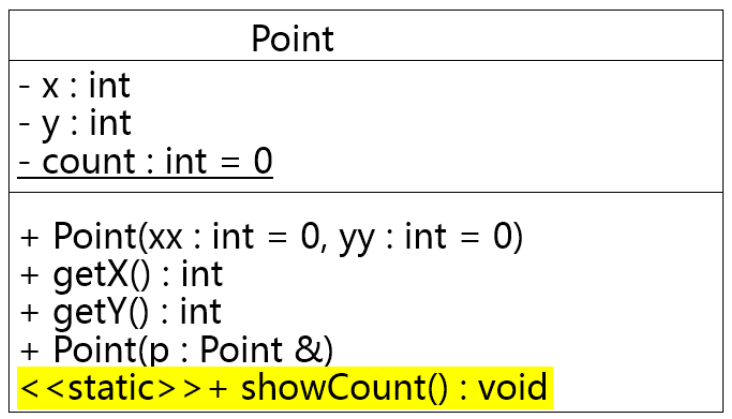 Point
- x : int
- y : int
- count : int = 0
+ Point(xx : int = 0, yy : int = 0)
+ getX() : int
+ getY() : int
+ Point(p : Point &)
<<static>>+ showCount() : void